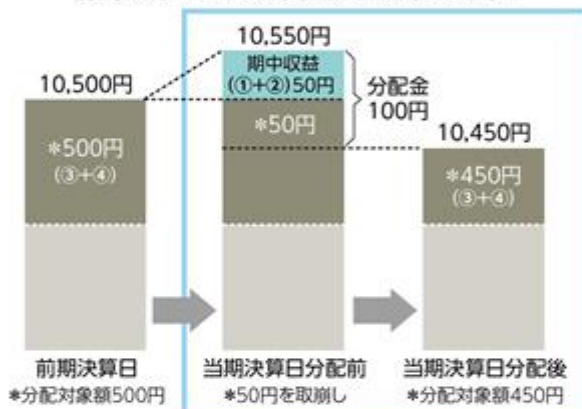 10,550円
期中収益
(①+②)50円
分配金
100円
10,500円
*50円
10,450円
*500円
(③+④)
*450円
(③+④)
前期決算日
当期決算日分配前
当期決算日分配後
*分配対象額500円
*50円を取崩し
*分配対象額450円